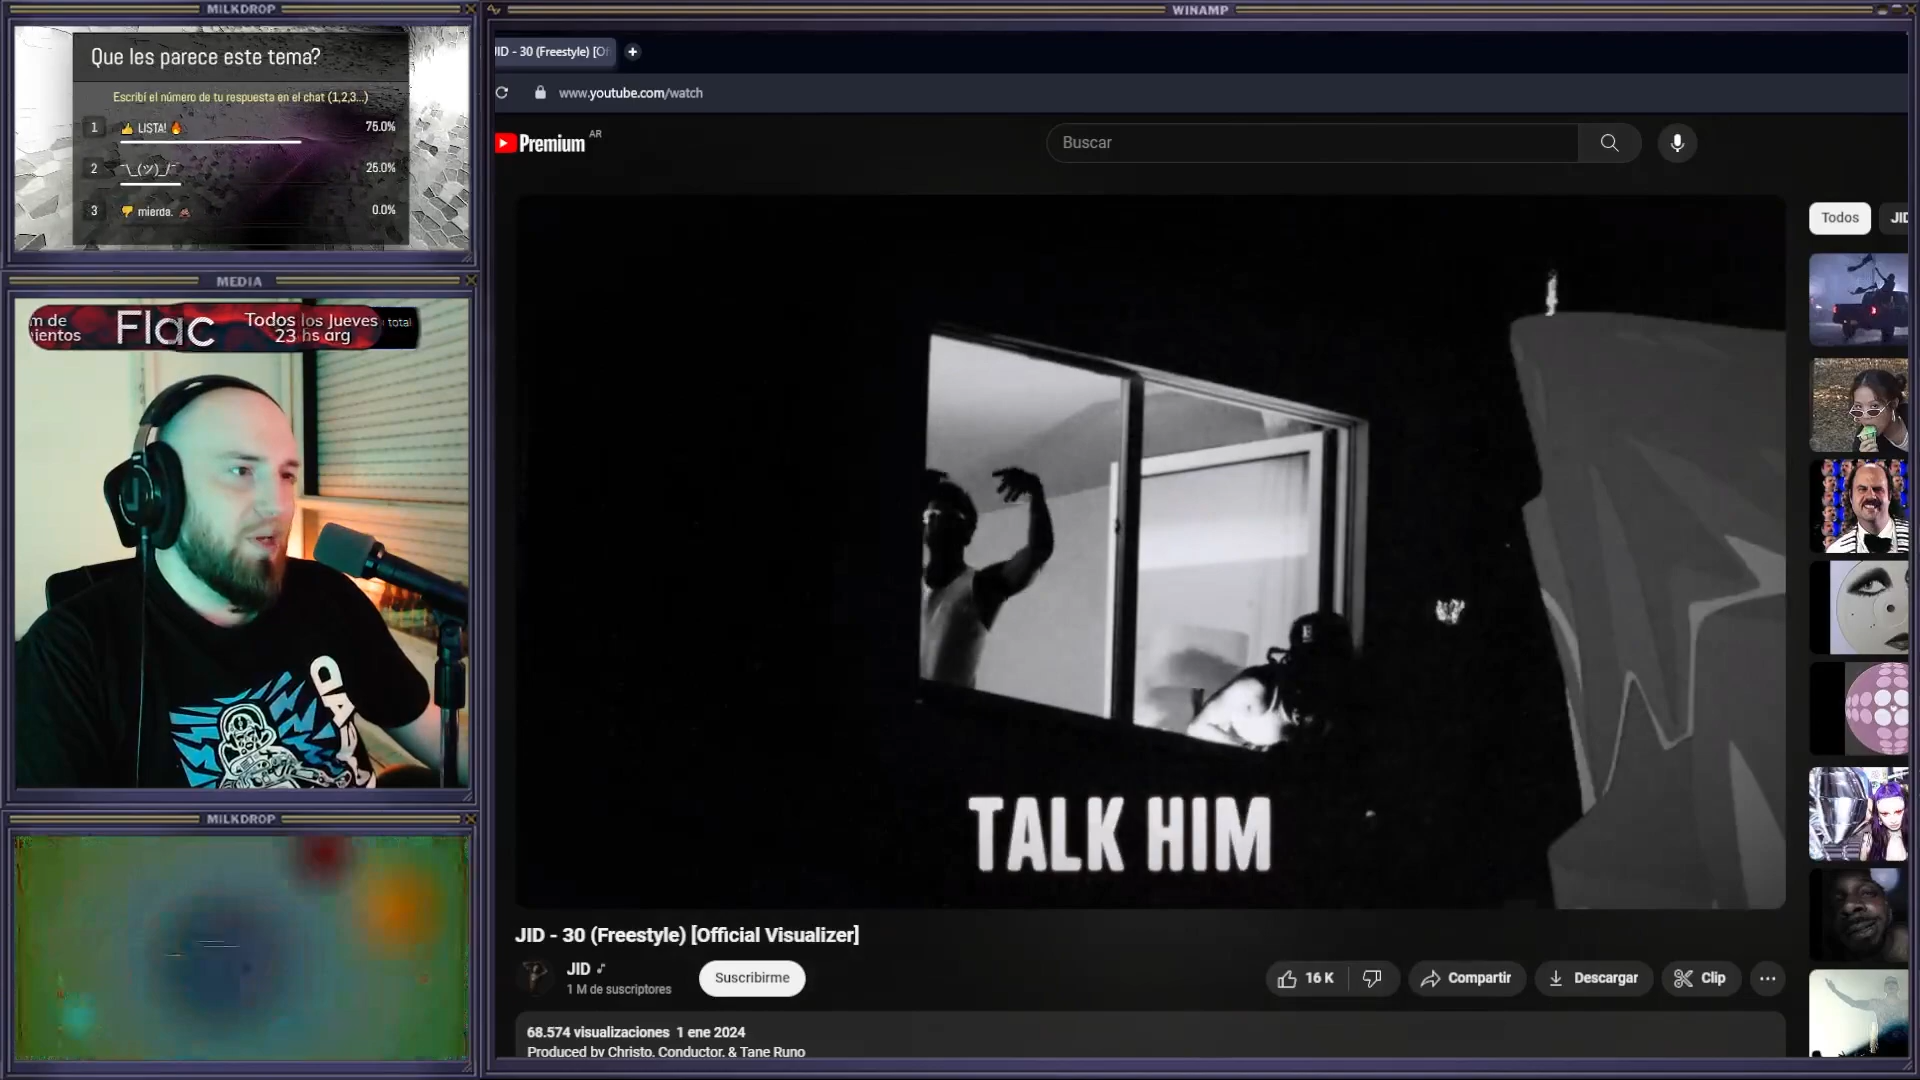 MILKDROP
Que les parece este tema?
Escribí el número de tu respuesta en el chat (1,2,3...)
1 👍 LISTA! 🔥 75.0%
2 ¯\_(ツ)_/¯ 25.0%
3 👎 mierda. 💩 0.0%
MEDIA
m de
ientos
Flac
Todos los Jueves
23 hs arg
total
MILKDROP
WINAMP
JID - 30 (Freestyle) [Of
www.youtube.com/watch
Premium AR
Buscar
Todos
JID
TALK HIM
JID - 30 (Freestyle) [Official Visualizer]
JID
1 M de suscriptores
Suscribirme
16 K
Compartir
Descargar
Clip
68.574 visualizaciones 1 ene 2024
Produced by Christo, Conductor, & Tane Runo